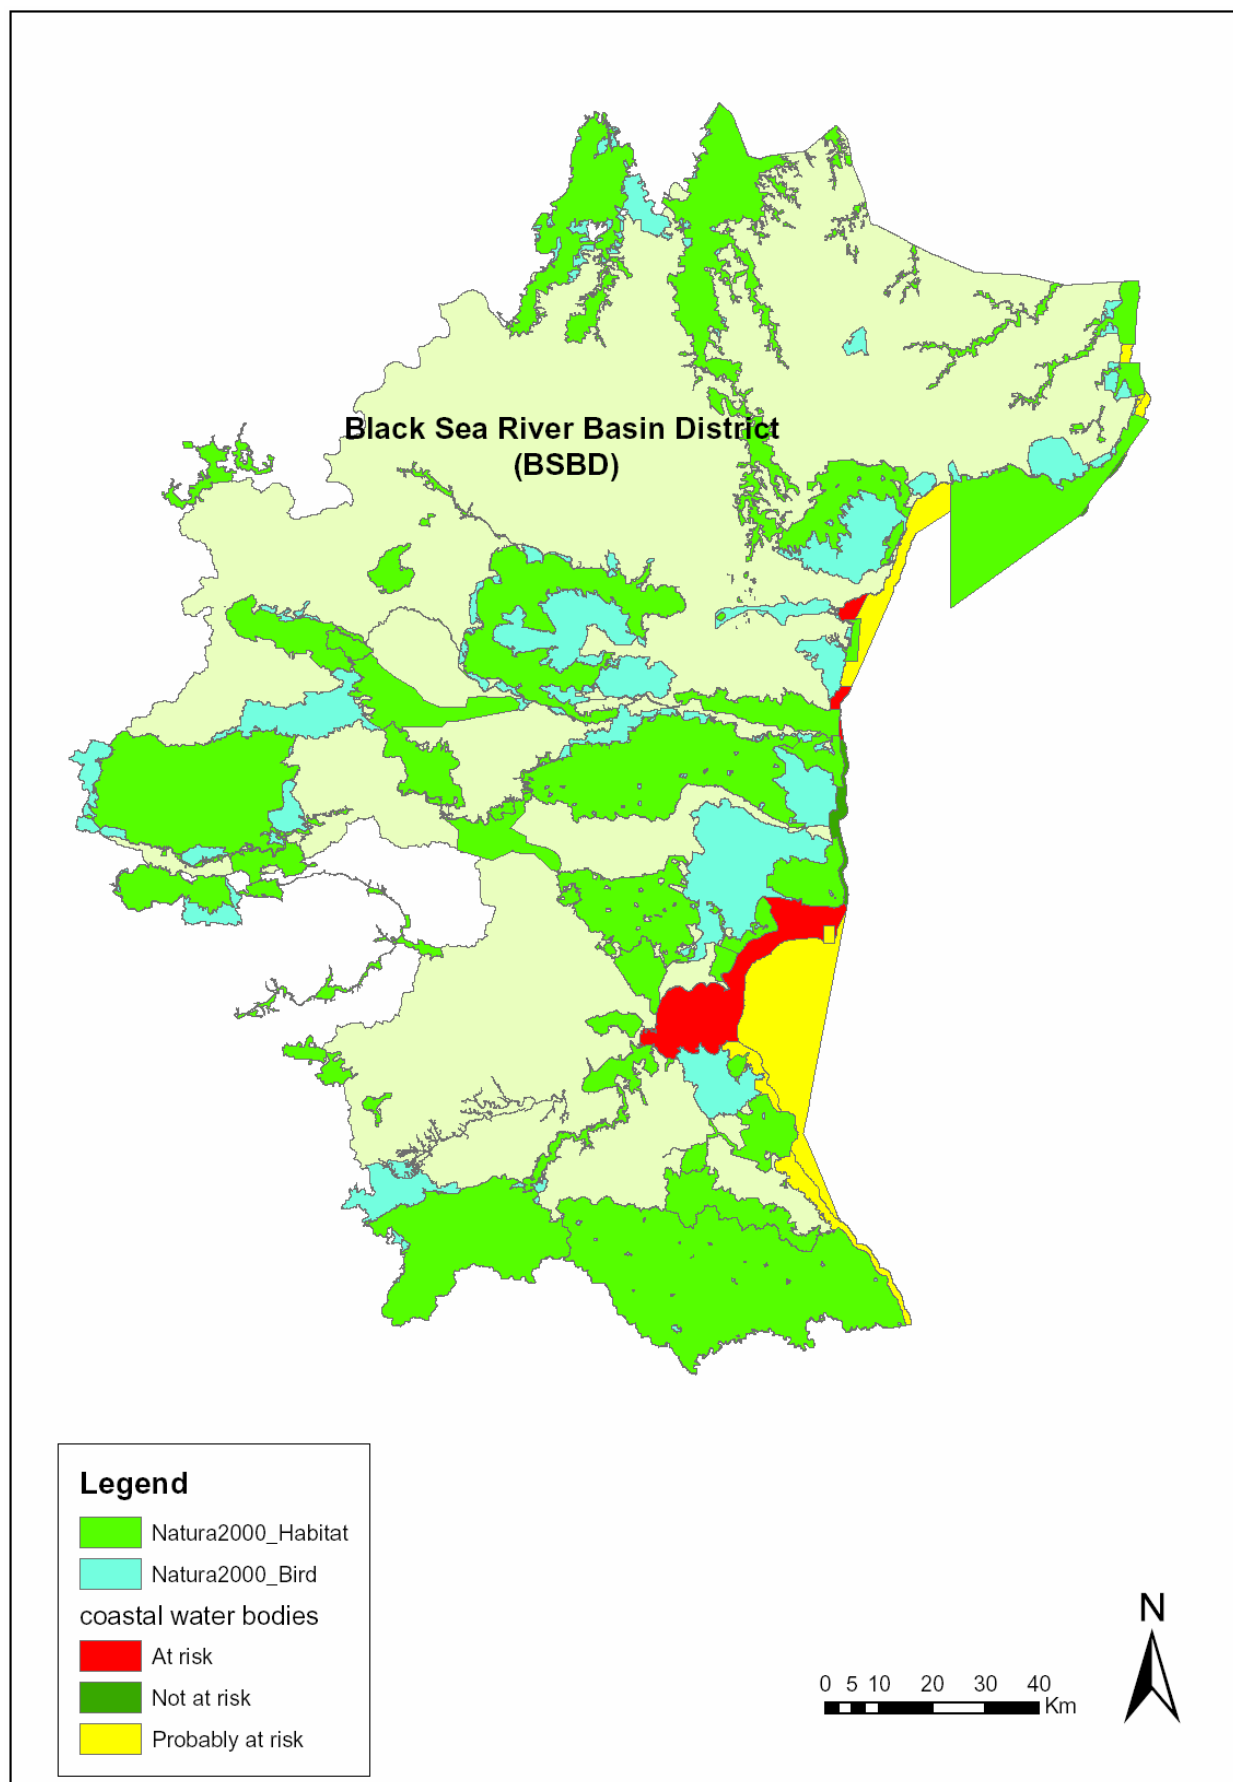 Black Sea River Basin District
(BSBD)
Legend
Natura2000_Habitat
Natura2000_Bird
coastal water bodies
At risk
Not at risk
Probably at risk
N
0 5 10 20 30 40
Km